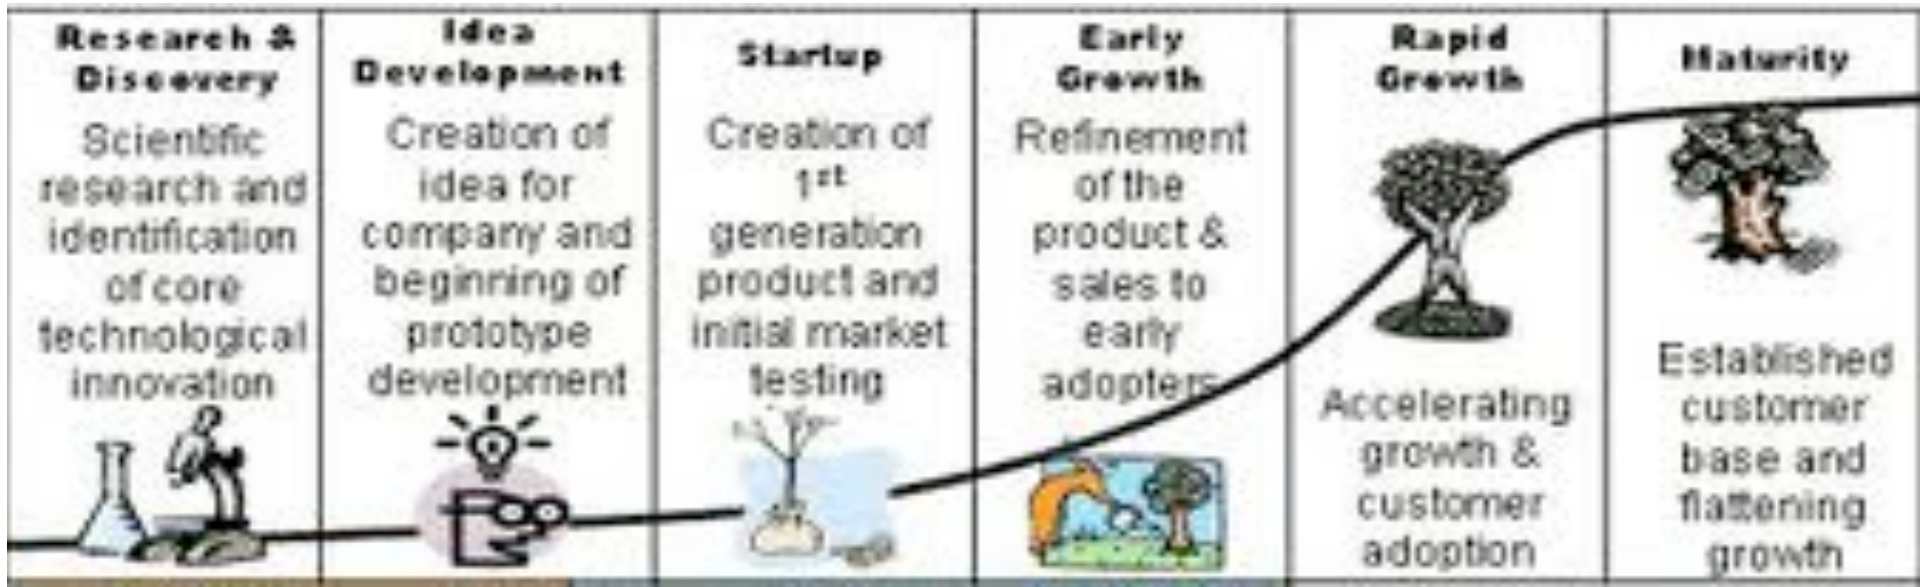 Research &
Discovery
Scientific
research and
identification
of core
technological
innovation
Idea
Development
Creation of
idea for
company and
beginning of
prototype
development
Startup
Creation of
1st
generation
product and
initial market
testing
Early
Growth
Refinement
of the
product &
sales to
early
adopters
Rapid
Growth
Accelerating
growth &
customer
adoption
Maturity
Established
customer
base and
flattening
growth